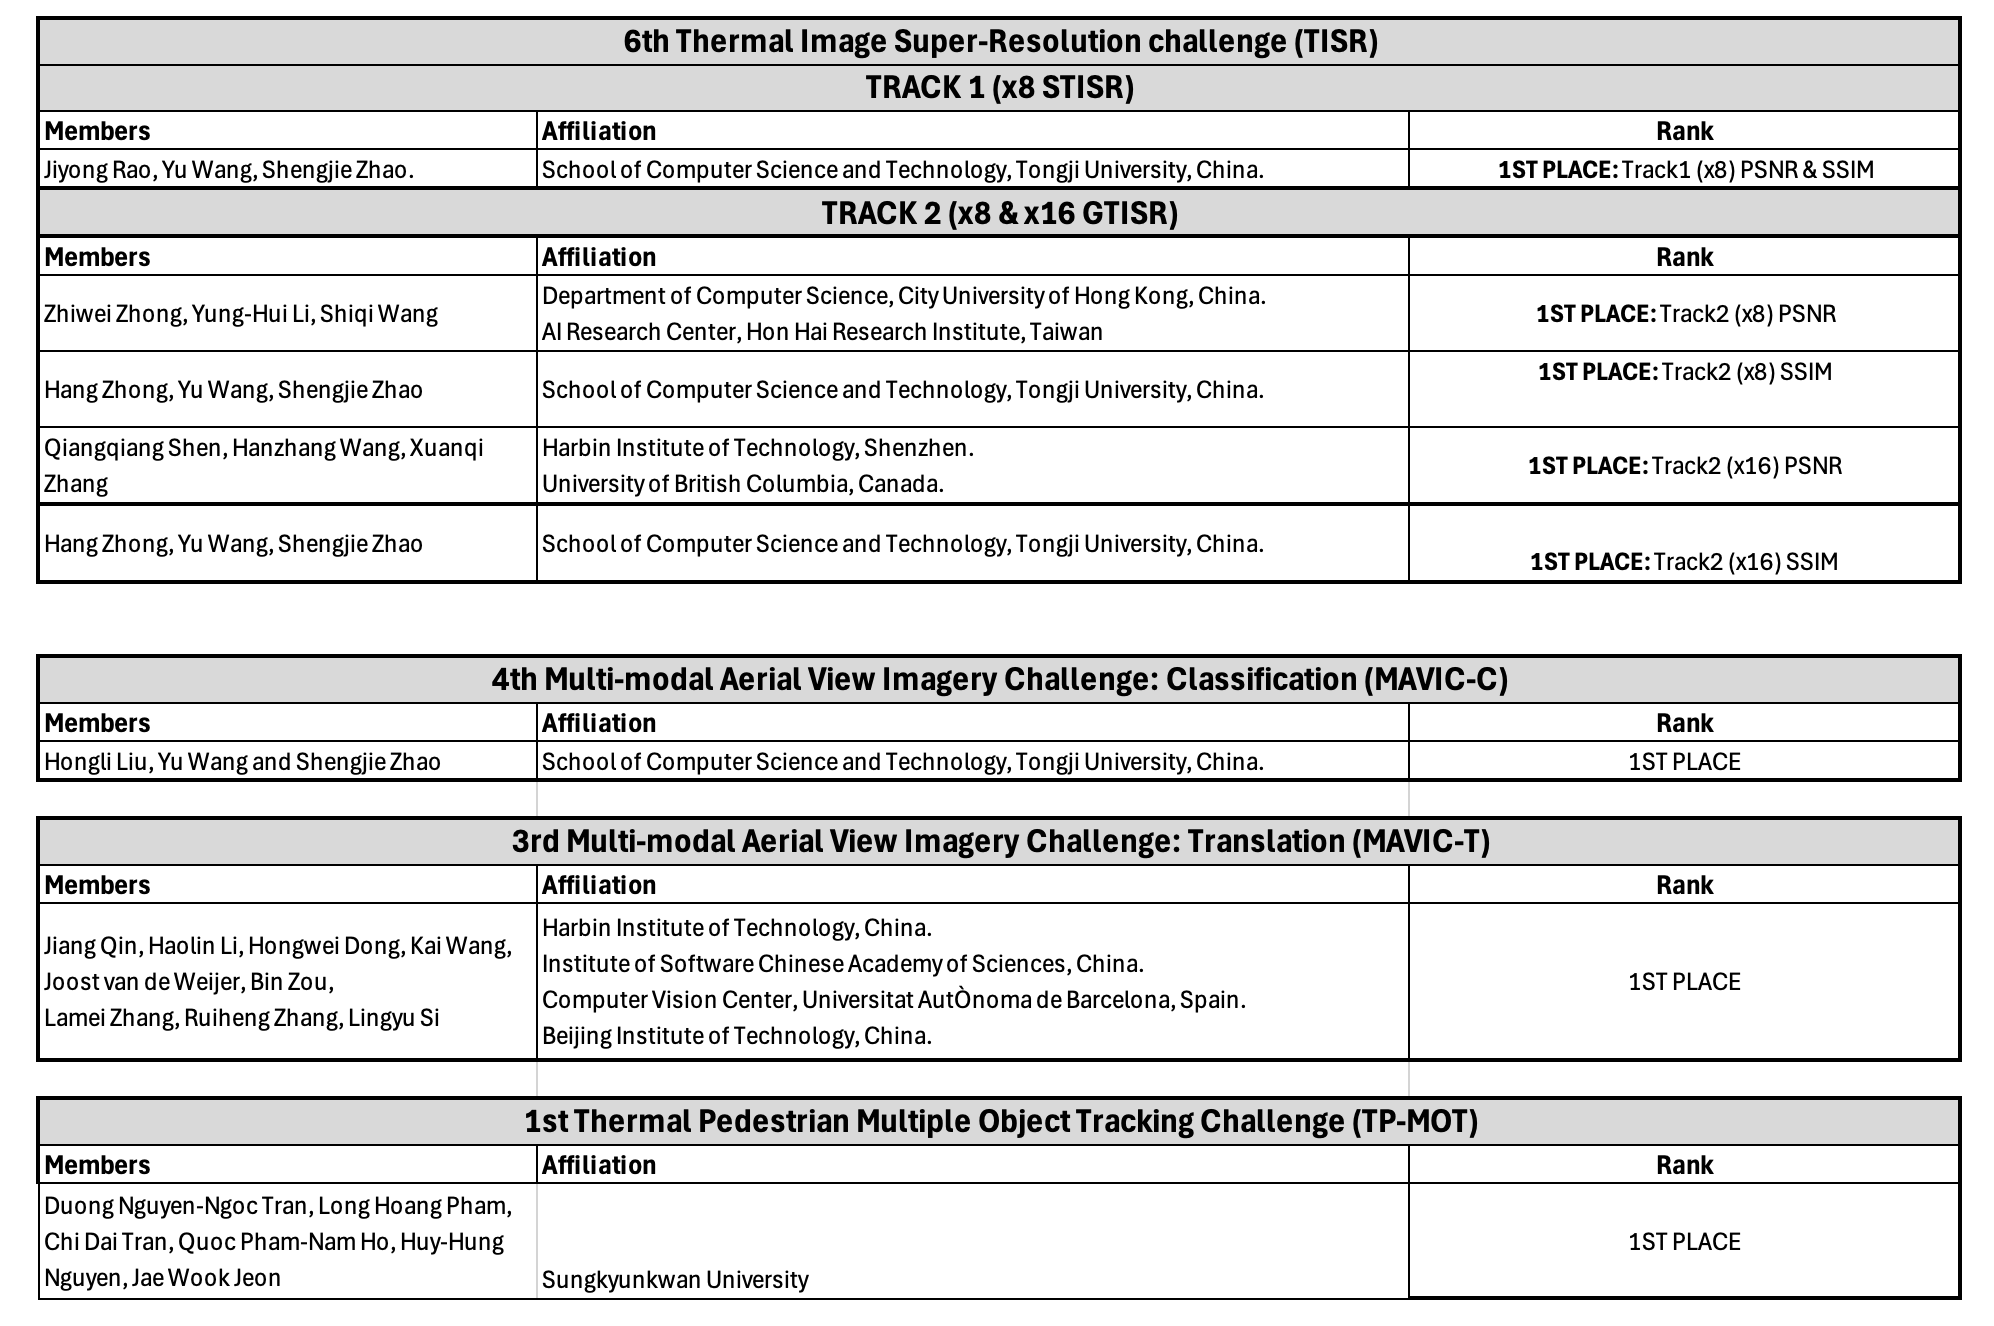 6th Thermal Image Super-Resolution challenge (TISR)
TRACK 1 (x8 STISR)
Members Affiliation Rank
Jiyong Rao, Yu Wang, Shengjie Zhao. School of Computer Science and Technology, Tongji University, China. 1ST PLACE: Track1 (x8) PSNR & SSIM
TRACK 2 (x8 & x16 GTISR)
Members Affiliation Rank
Zhiwei Zhong, Yung-Hui Li, Shiqi Wang
Department of Computer Science, City University of Hong Kong, China.
AI Research Center, Hon Hai Research Institute, Taiwan
1ST PLACE: Track2 (x8) PSNR
Hang Zhong, Yu Wang, Shengjie Zhao
School of Computer Science and Technology, Tongji University, China.
1ST PLACE: Track2 (x8) SSIM
Qiangqiang Shen, Hanzhang Wang, Xuanqi
Zhang
Harbin Institute of Technology, Shenzhen.
University of British Columbia, Canada.
1ST PLACE: Track2 (x16) PSNR
Hang Zhong, Yu Wang, Shengjie Zhao
School of Computer Science and Technology, Tongji University, China.
1ST PLACE: Track2 (x16) SSIM
4th Multi-modal Aerial View Imagery Challenge: Classification (MAVIC-C)
Members Affiliation Rank
Hongli Liu, Yu Wang and Shengjie Zhao School of Computer Science and Technology, Tongji University, China. 1ST PLACE
3rd Multi-modal Aerial View Imagery Challenge: Translation (MAVIC-T)
Members Affiliation Rank
Jiang Qin, Haolin Li, Hongwei Dong, Kai Wang,
Joost van de Weijer, Bin Zou,
Lamei Zhang, Ruiheng Zhang, Lingyu Si
Harbin Institute of Technology, China.
Institute of Software Chinese Academy of Sciences, China.
Computer Vision Center, Universitat AutÒnoma de Barcelona, Spain.
Beijing Institute of Technology, China.
1ST PLACE
1st Thermal Pedestrian Multiple Object Tracking Challenge (TP-MOT)
Members Affiliation Rank
Duong Nguyen-Ngoc Tran, Long Hoang Pham,
Chi Dai Tran, Quoc Pham-Nam Ho, Huy-Hung
Nguyen, Jae Wook Jeon
Sungkyunkwan University
1ST PLACE